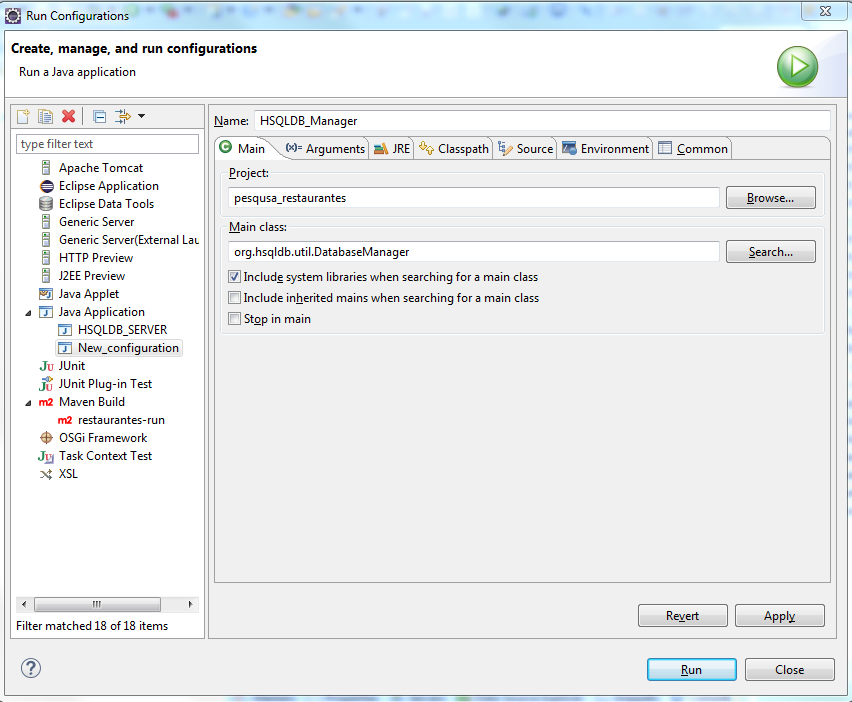 Run Configurations
Create, manage, and run configurations
Run a Java application
type filter text
Apache Tomcat
Eclipse Application
Eclipse Data Tools
Generic Server
Generic Server(External Lau
HTTP Preview
J2EE Preview
Java Applet
Java Application
HSQLDB_SERVER
New_configuration
JUnit
JUnit Plug-in Test
Maven Build
restaurantes-run
OSGi Framework
Task Context Test
XSL
Filter matched 18 of 18 items
Name: HSQLDB_Manager
Main (x)= Arguments JRE Classpath Source Environment Common
Project:
pesqusa_restaurantes Browse...
Main class:
org.hsqldb.util.DatabaseManager Search...
Include system libraries when searching for a main class
Include inherited mains when searching for a main class
Stop in main
Revert Apply
Run Close